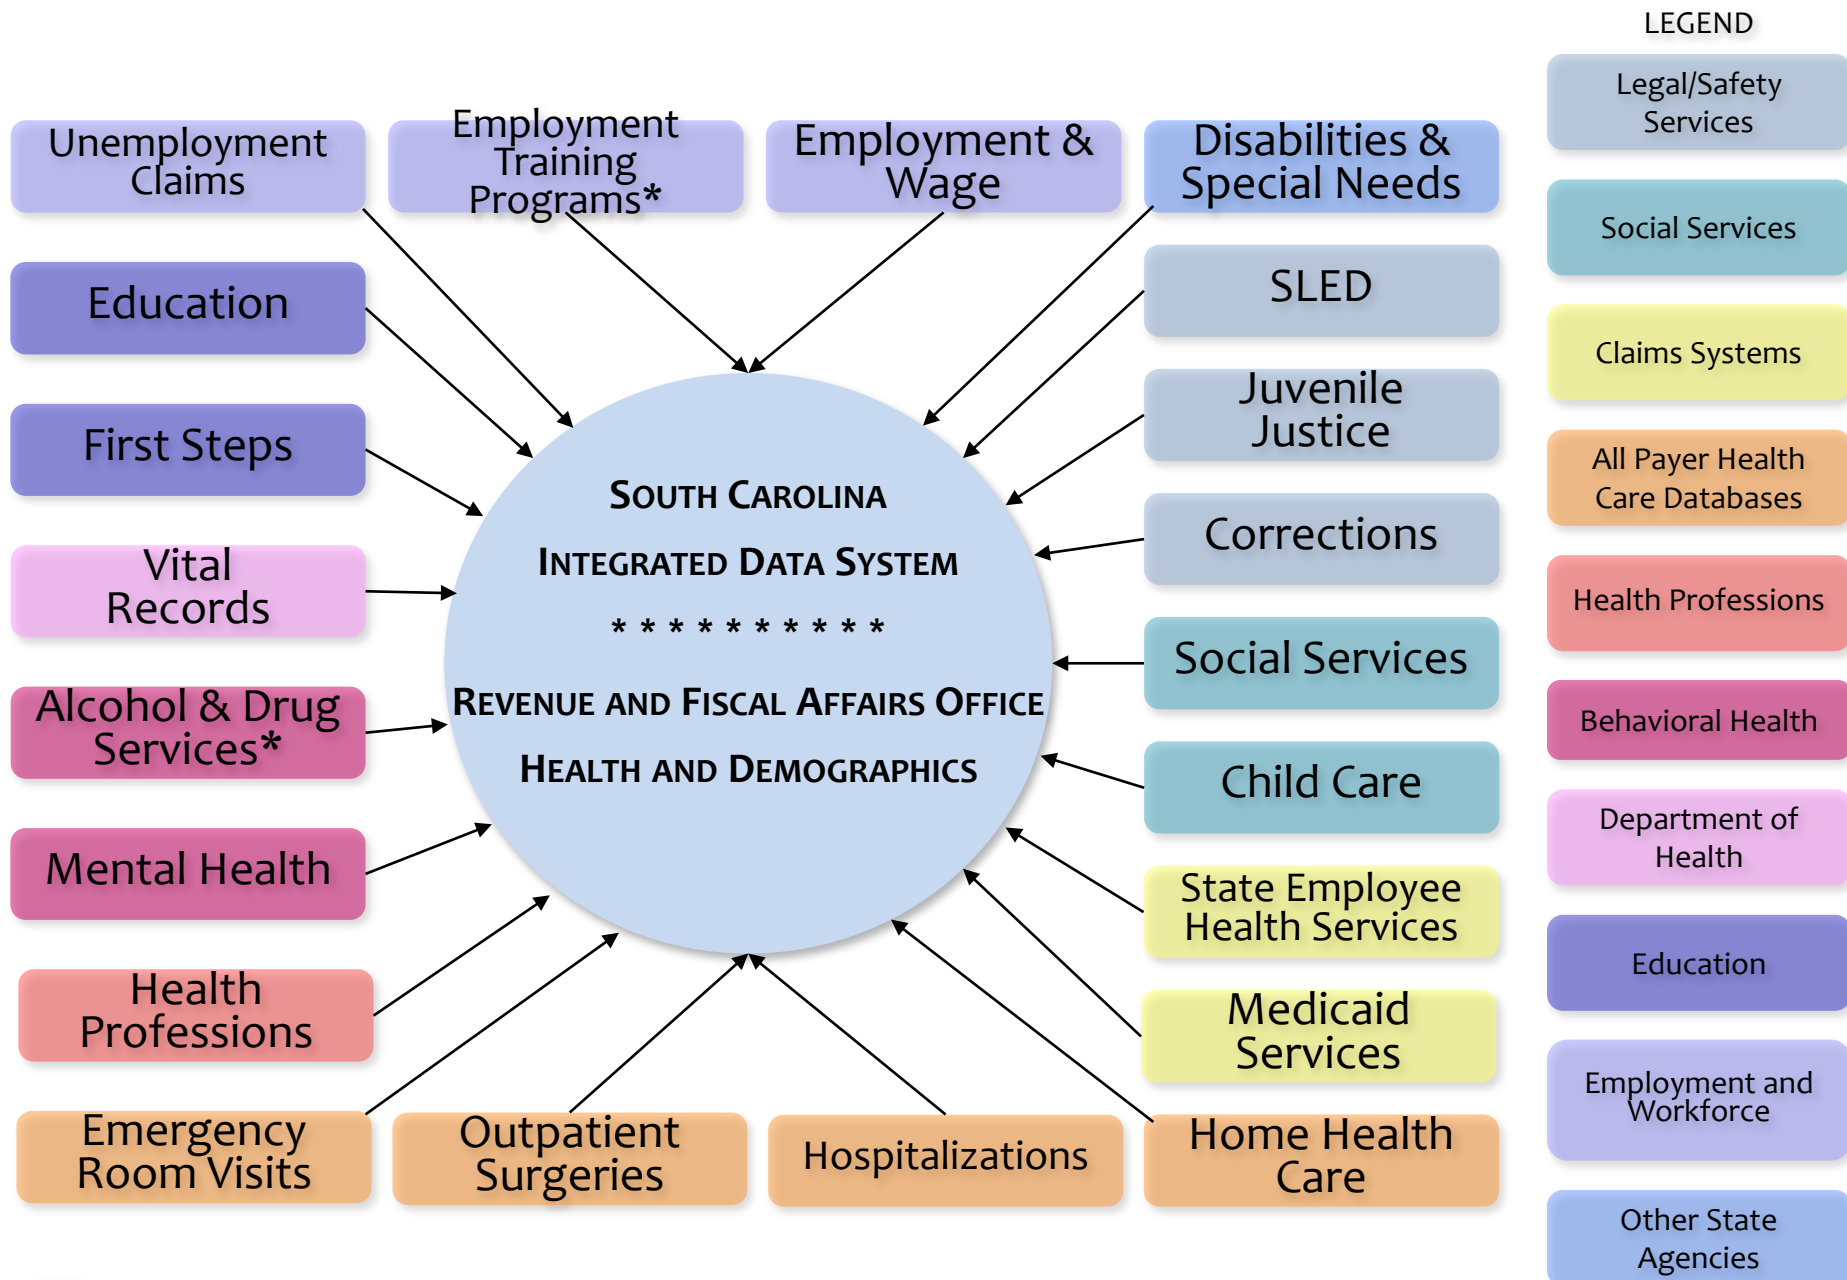 LEGEND
Unemployment
Claims
Employment
Training
Programs*
Employment &
Wage
Disabilities &
Special Needs
Education
First Steps
Vital
Records
Alcohol & Drug
Services*
Mental Health
Health
Professions
Emergency
Room Visits
Outpatient
Surgeries
Hospitalizations
Home Health
Care
SLED
Juvenile
Justice
Corrections
Social Services
Child Care
State Employee
Health Services
Medicaid
Services
SOUTH CAROLINA
INTEGRATED DATA SYSTEM
* * * * * * * * * *
REVENUE AND FISCAL AFFAIRS OFFICE
HEALTH AND DEMOGRAPHICS
Legal/Safety
Services
Social Services
Claims Systems
All Payer Health
Care Databases
Health Professions
Behavioral Health
Department of
Health
Education
Employment and
Workforce
Other State
Agencies